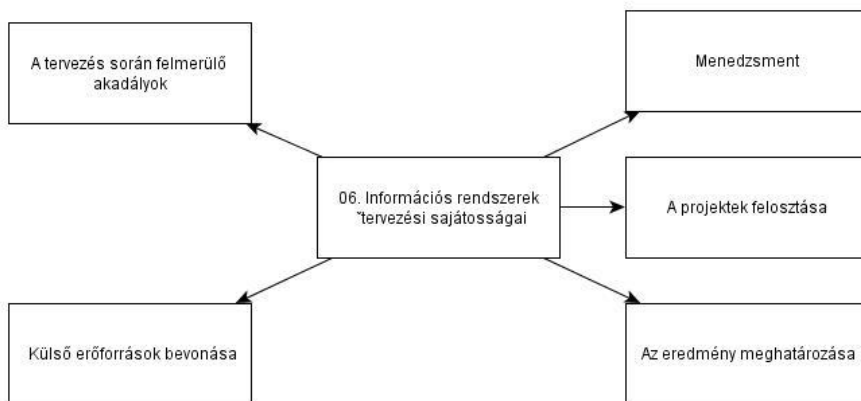 A tervezés során felmerülő
akadályok
Menedzsment
06. Információs rendszerek
˜tervezési sajátosságai
A projektek felosztása
Külső erőforrások bevonása
Az eredmény meghatározása